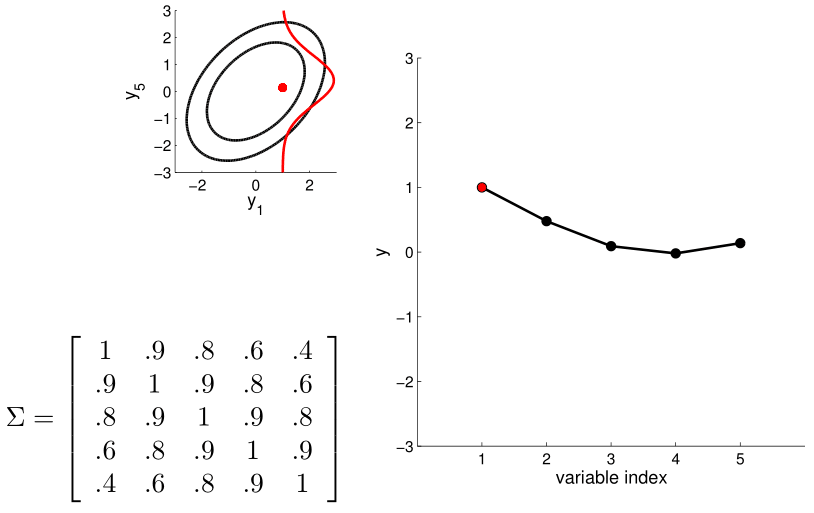 3
2
1
0
−1
−2
−3
y5
−2 0 2
y1
3
2
1
0
−1
−2
−3
y
1 2 3 4 5
variable index
Σ =
1 .9 .8 .6 .4
.9 1 .9 .8 .6
.8 .9 1 .9 .8
.6 .8 .9 1 .9
.4 .6 .8 .9 1